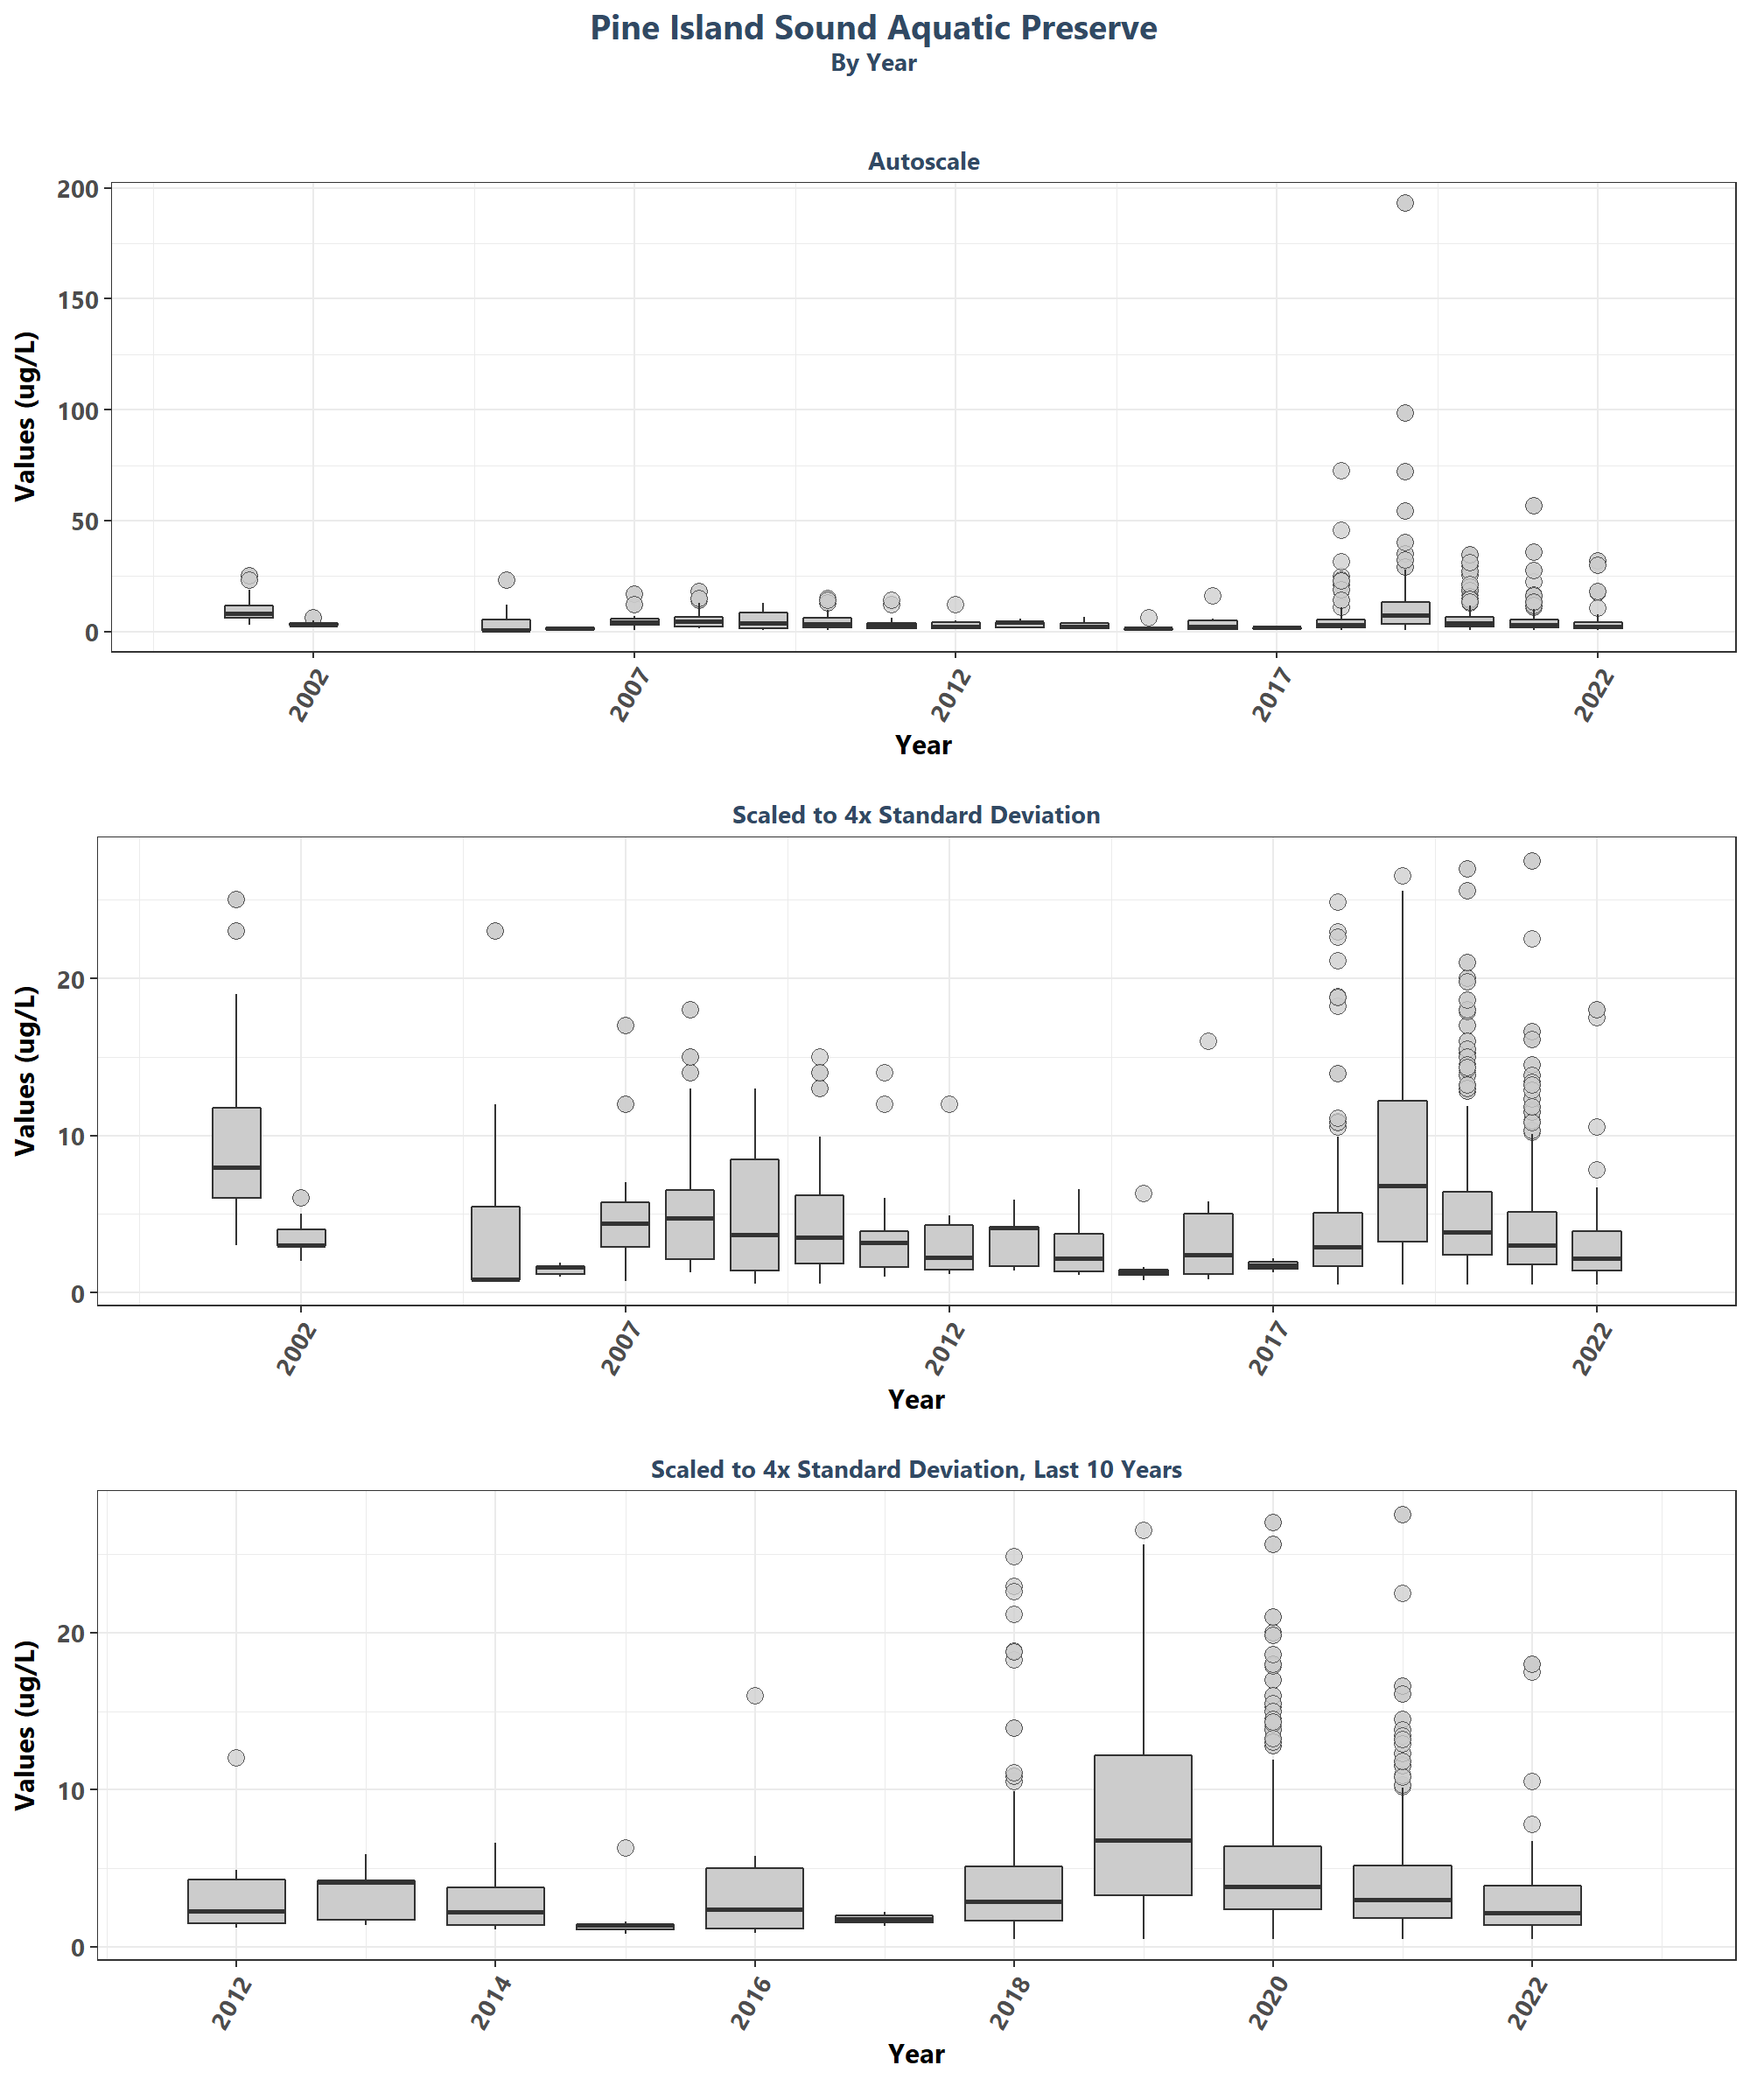 Pine Island Sound Aquatic Preserve
By Year
Autoscale
Values (ug/L)
200
150
100
50
0
2002
2007
2012
2017
2022
Year
Scaled to 4x Standard Deviation
Values (ug/L)
20
10
0
2002
2007
2012
2017
2022
Year
Scaled to 4x Standard Deviation, Last 10 Years
Values (ug/L)
20
10
0
2012
2014
2016
2018
2020
2022
Year